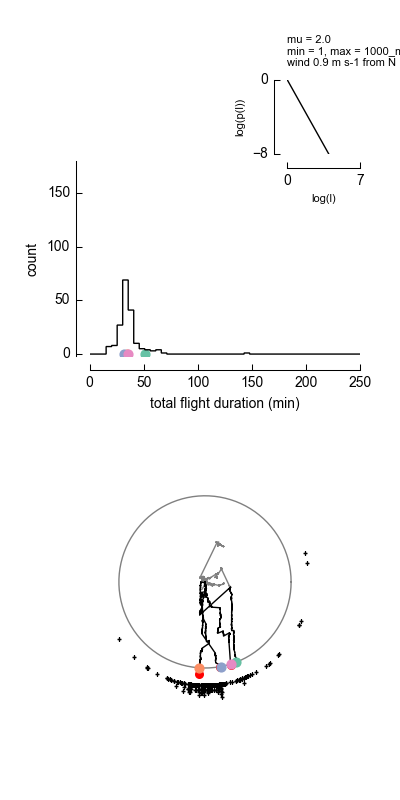 mu = 2.0
min = 1, max = 1000_m
wind 0.9 m s-1 from N
0
−8
log(p(l))
0 7
log(l)
150
100
50
0
count
0 50 100 150 200 250
total flight duration (min)